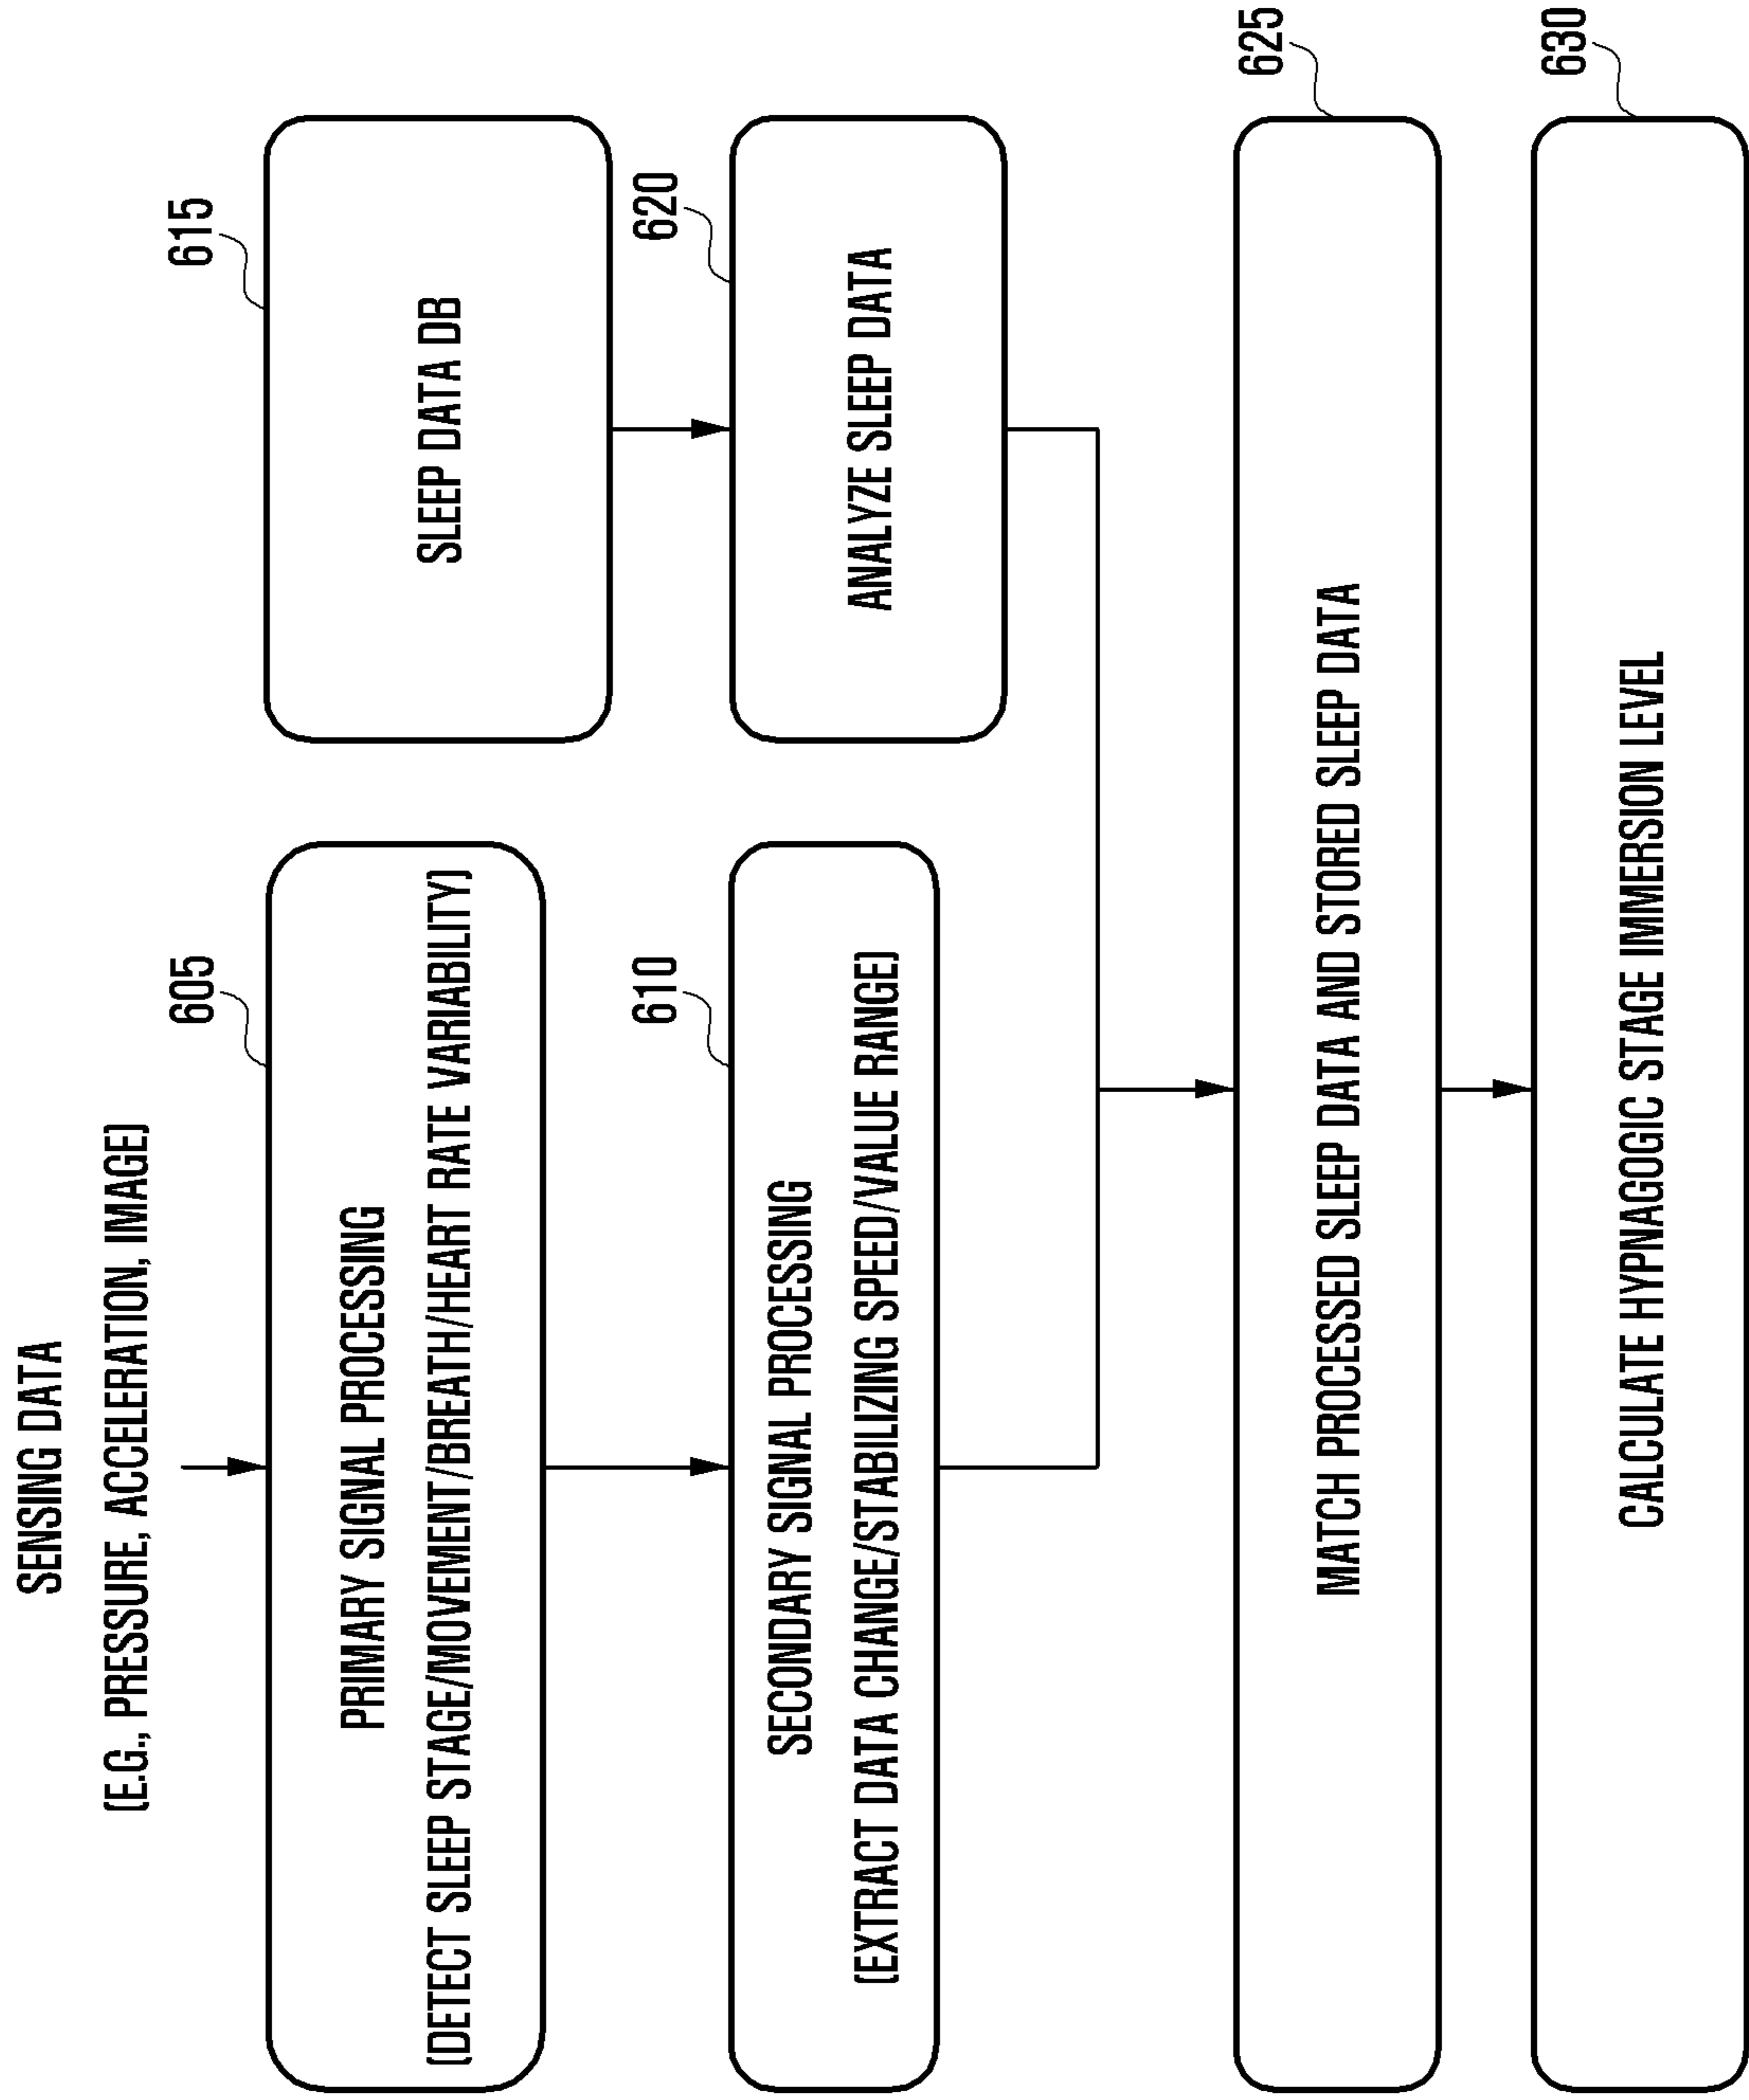 SENSING DATA
(E.G., PRESSURE, ACCELERATION, IMAGE)
605
PRIMARY SIGNAL PROCESSING
(DETECT SLEEP STAGE/MOVEMENT/BREATH/HEART RATE VARIABILITY)
615
SLEEP DATA DB
610
SECONDARY SIGNAL PROCESSING
(EXTRACT DATA CHANGE/STABILIZING SPEED/VALUE RANGE)
620
ANALYZE SLEEP DATA
625
MATCH PROCESSED SLEEP DATA AND STORED SLEEP DATA
630
CALCULATE HYPNAGOGIC STAGE IMMERSION LEVEL